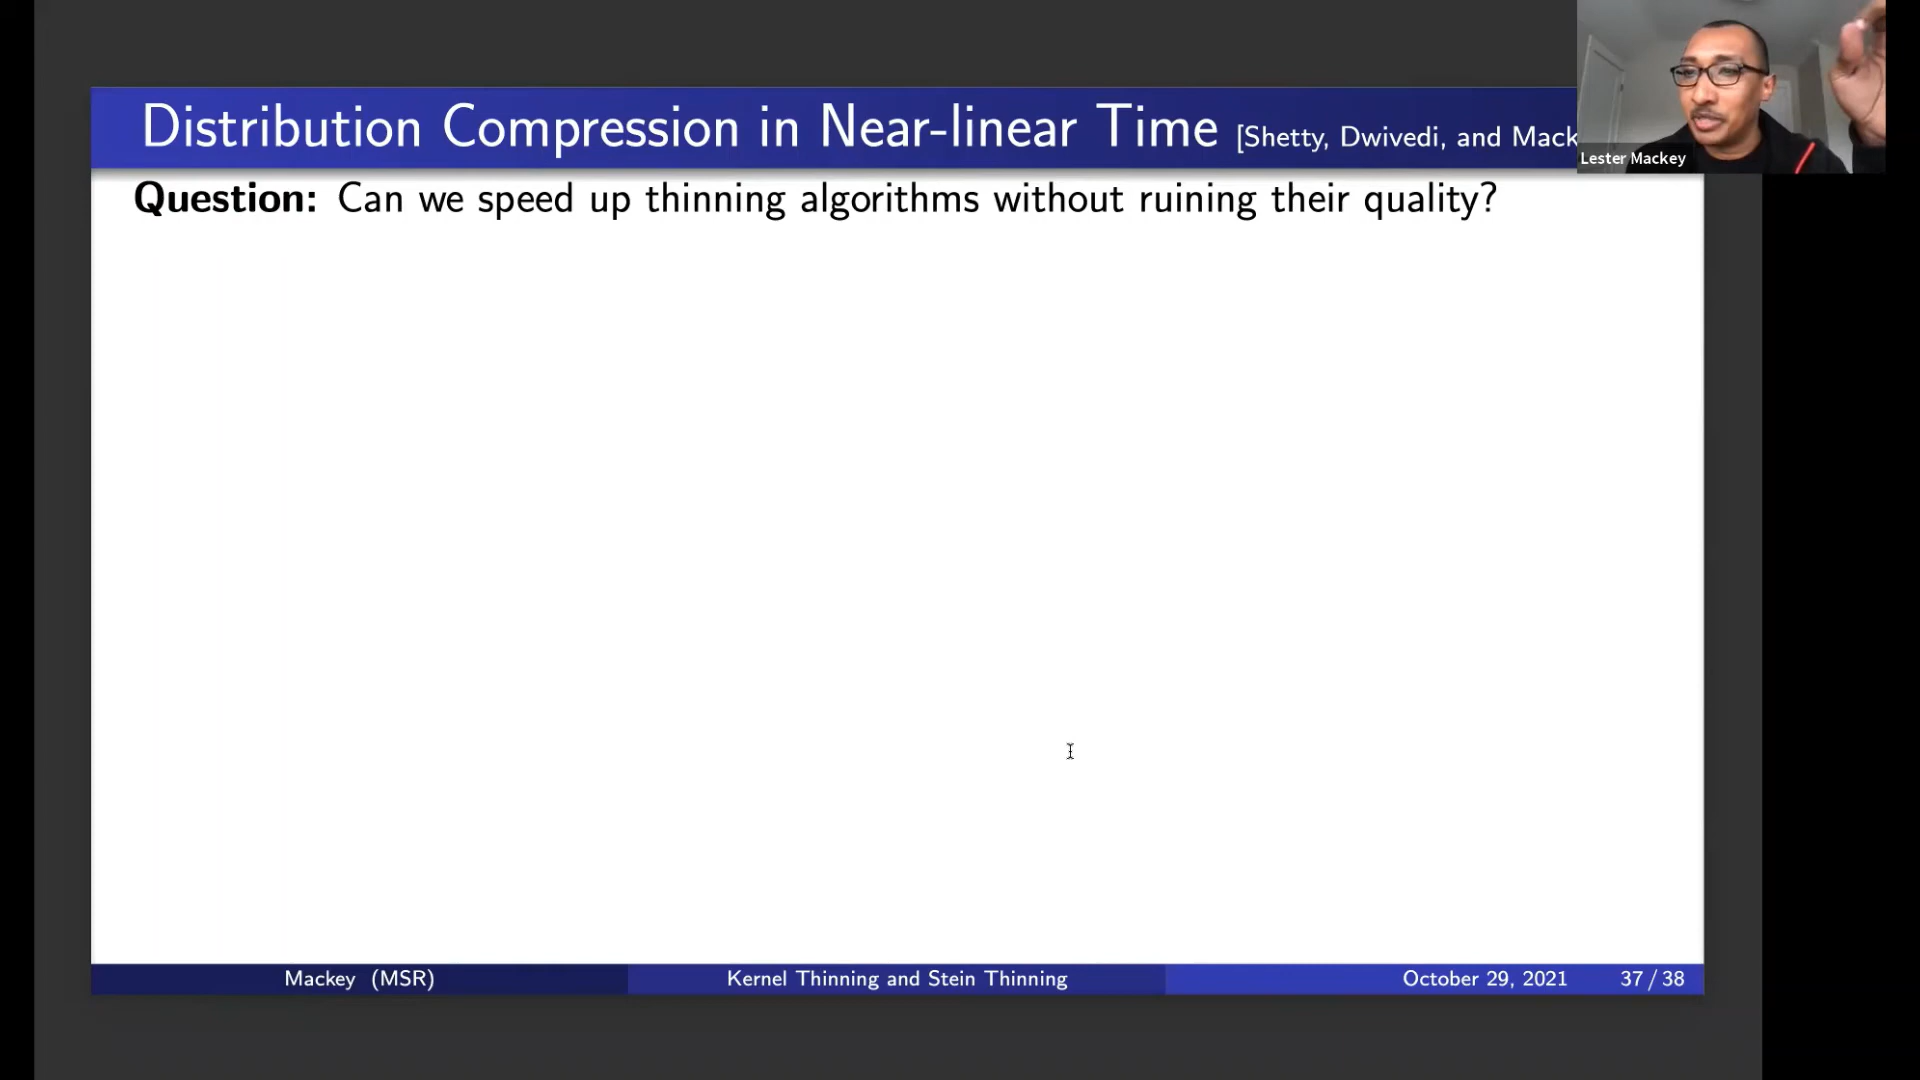 Distribution Compression in Near-linear Time [Shetty, Dwivedi, and Mack
Lester Mackey
Question: Can we speed up thinning algorithms without ruining their quality?
Mackey (MSR) Kernel Thinning and Stein Thinning October 29, 2021 37 / 38